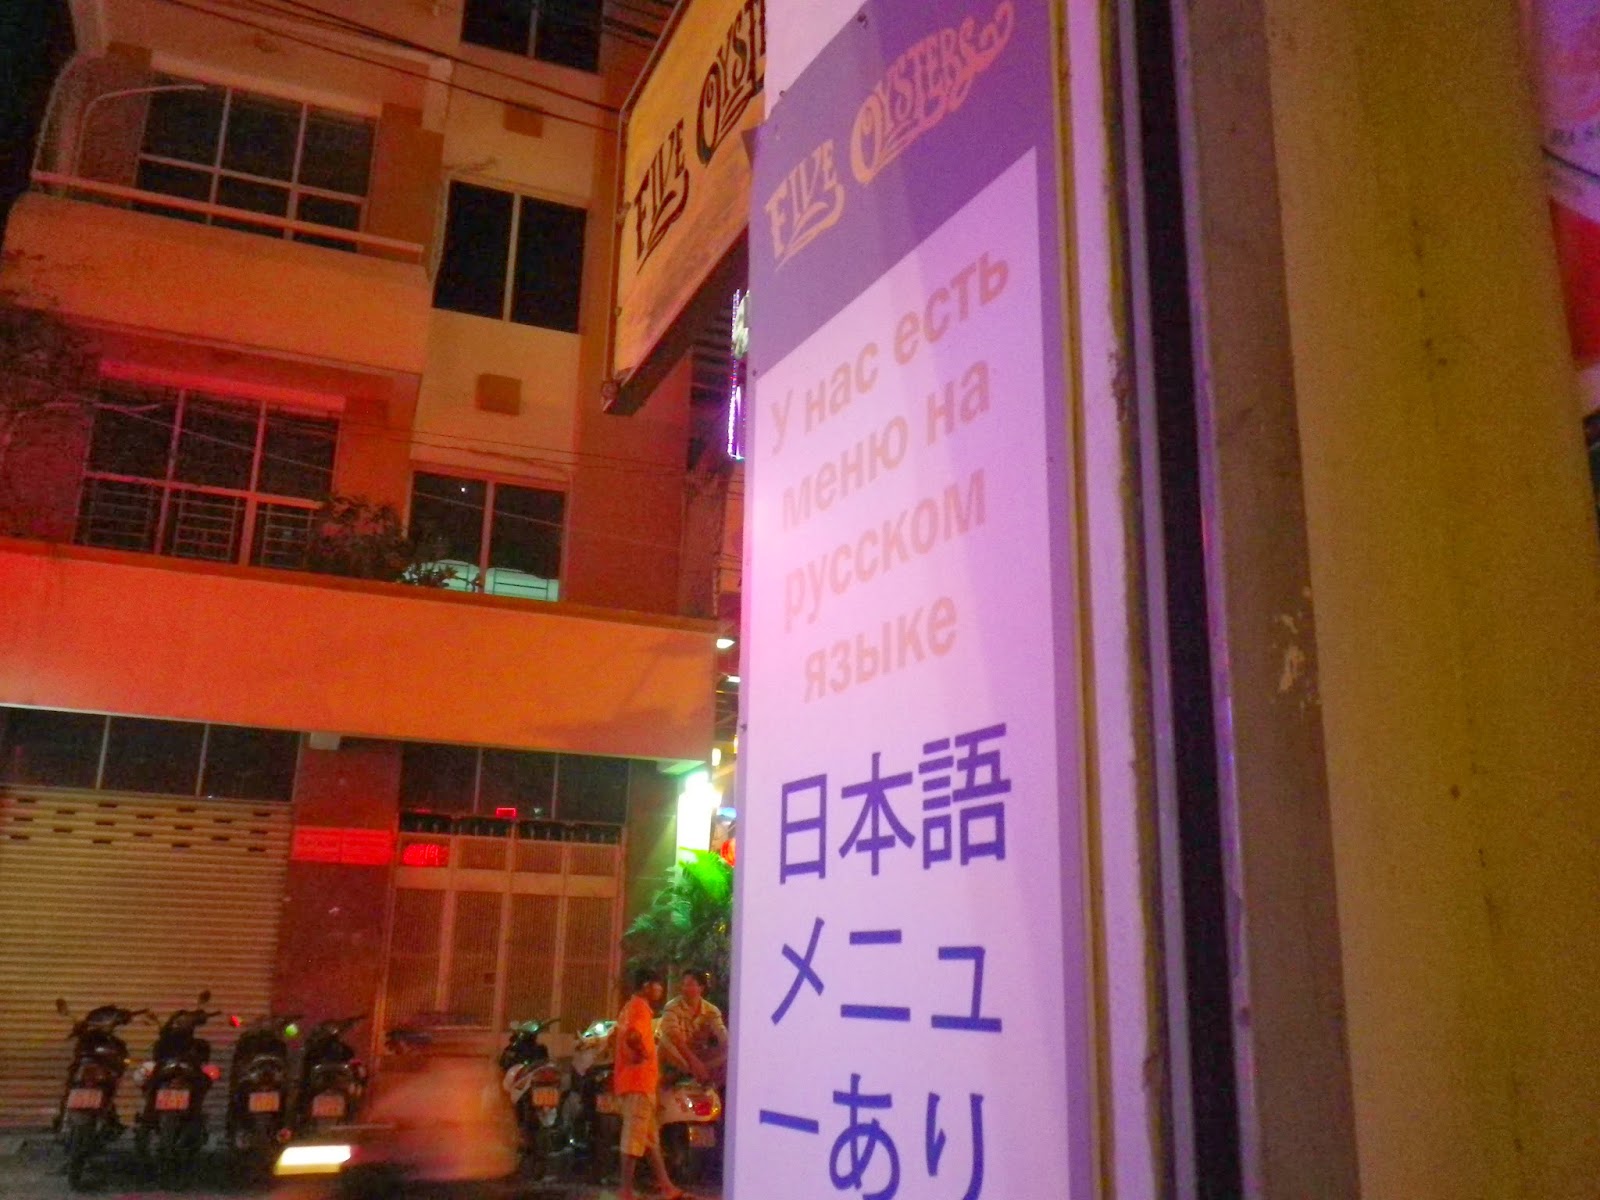 FIVE OYSTERS
FIVE OYSTERS
У нас есть
меню на
русском
языке
日本語
メニュ
ーあり